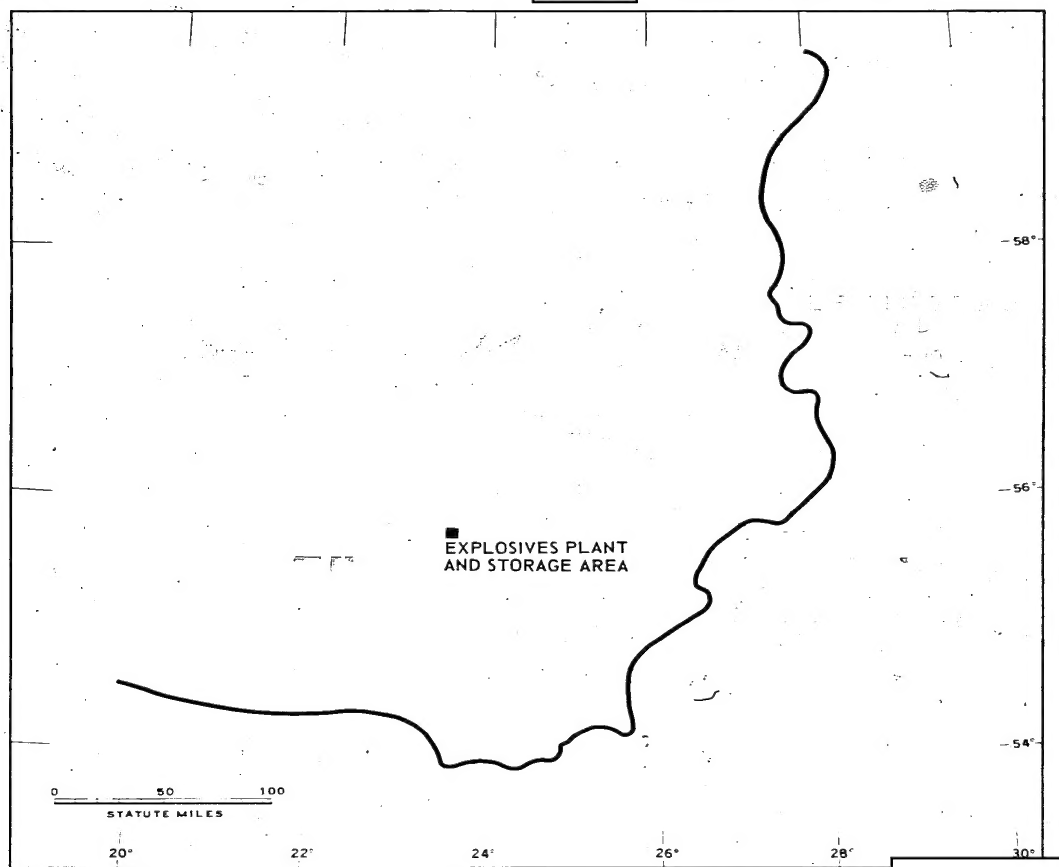 58°
56°
EXPLOSIVES PLANT
AND STORAGE AREA
54°
0 50 100
STATUTE MILES
20° 22° 24° 26° 28° 30°